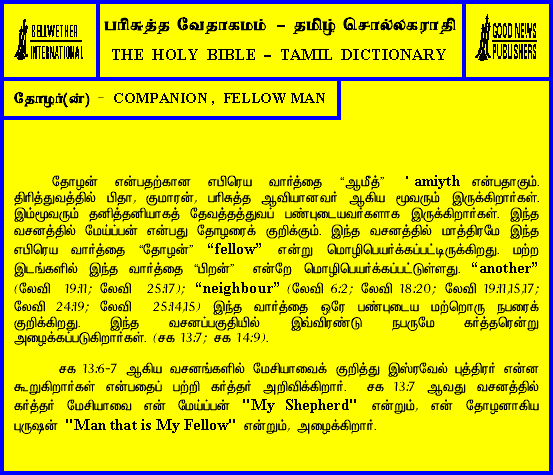 BELLWETHER
INTERNATIONAL
பரிசுத்த வேதாகமம் – தமிழ் சொல்லகராதி
THE HOLY BIBLE – TAMIL DICTIONARY
GOOD NEWS
PUBLISHERS
தோழர்(ன்) – COMPANION , FELLOW MAN
தோழன் என்பதற்கான எபிரெய வார்த்தை “ஆமீத்” ' amiyth என்பதாகும்.
திரித்துவத்தில் பிதா, குமாரன், பரிசுத்த ஆவியானவர் ஆகிய மூவரும் இருக்கிறார்கள்.
இம்மூவரும் தனித்தனியாகத் தேவத்தத்துவப் பண்புடையவர்களாக இருக்கிறார்கள். இந்த
வசனத்தில் மேய்ப்பன் என்பது தோழரைக் குறிக்கும். இந்த வசனத்தில் மாத்திரமே இந்த
எபிரெய வார்த்தை “தோழன்” “fellow” என்று மொழிபெயர்க்கப்பட்டிருக்கிறது. மற்ற
இடங்களில் இந்த வார்த்தை “பிறன்” என்றே மொழிபெயர்க்கப்பட்டுள்ளது. “another”
(லேவி 19:11; லேவி 25:17); “neighbour” (லேவி 6:2; லேவி 18:20; லேவி 19:11,15,17;
லேவி 24:19; லேவி 25:14,15) இந்த வார்த்தை ஒரே பண்புடைய மற்றொரு நபரைக்
குறிக்கிறது. இந்த வசனப்பகுதியில் இவ்விரண்டு நபருமே கர்த்தரென்று
அழைக்கப்படுகிறார்கள். (சக 13:7; சக 14:9).
சக 13:6-7 ஆகிய வசனங்களில் மேசியாவைக் குறித்து இஸ்ரவேல் புத்திரர் என்ன
கூறுகிறார்கள் என்பதைப் பற்றி கர்த்தர் அறிவிக்கிறார். சக 13:7 ஆவது வசனத்தில்
கர்த்தர் மேசியாவை என் மேய்ப்பன் "My Shepherd" என்றும், என் தோழனாகிய
புருஷன் "Man that is My Fellow" என்றும், அழைக்கிறார்.